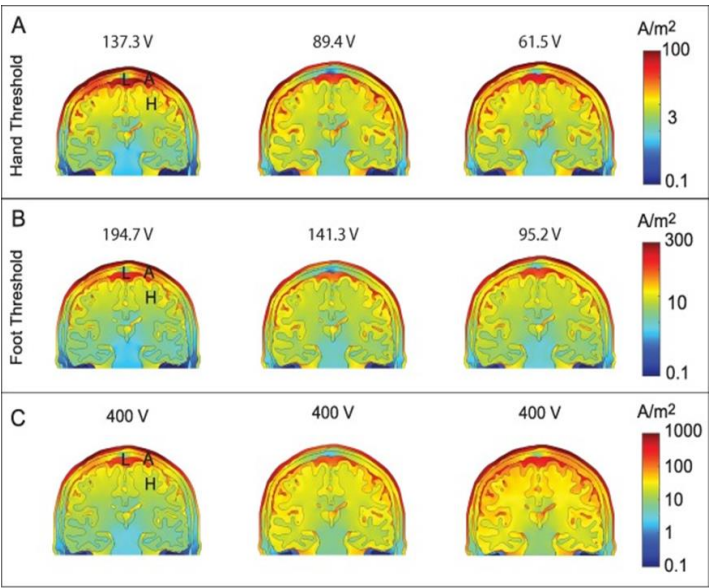 A
Hand Threshold
137.3 V
89.4 V
61.5 V
A/m2
L A
H
100
3
0.1
B
Foot Threshold
194.7 V
141.3 V
95.2 V
A/m2
L A
H
300
10
0.1
C
400 V
400 V
400 V
A/m2
L A
H
1000
100
10
1
0.1